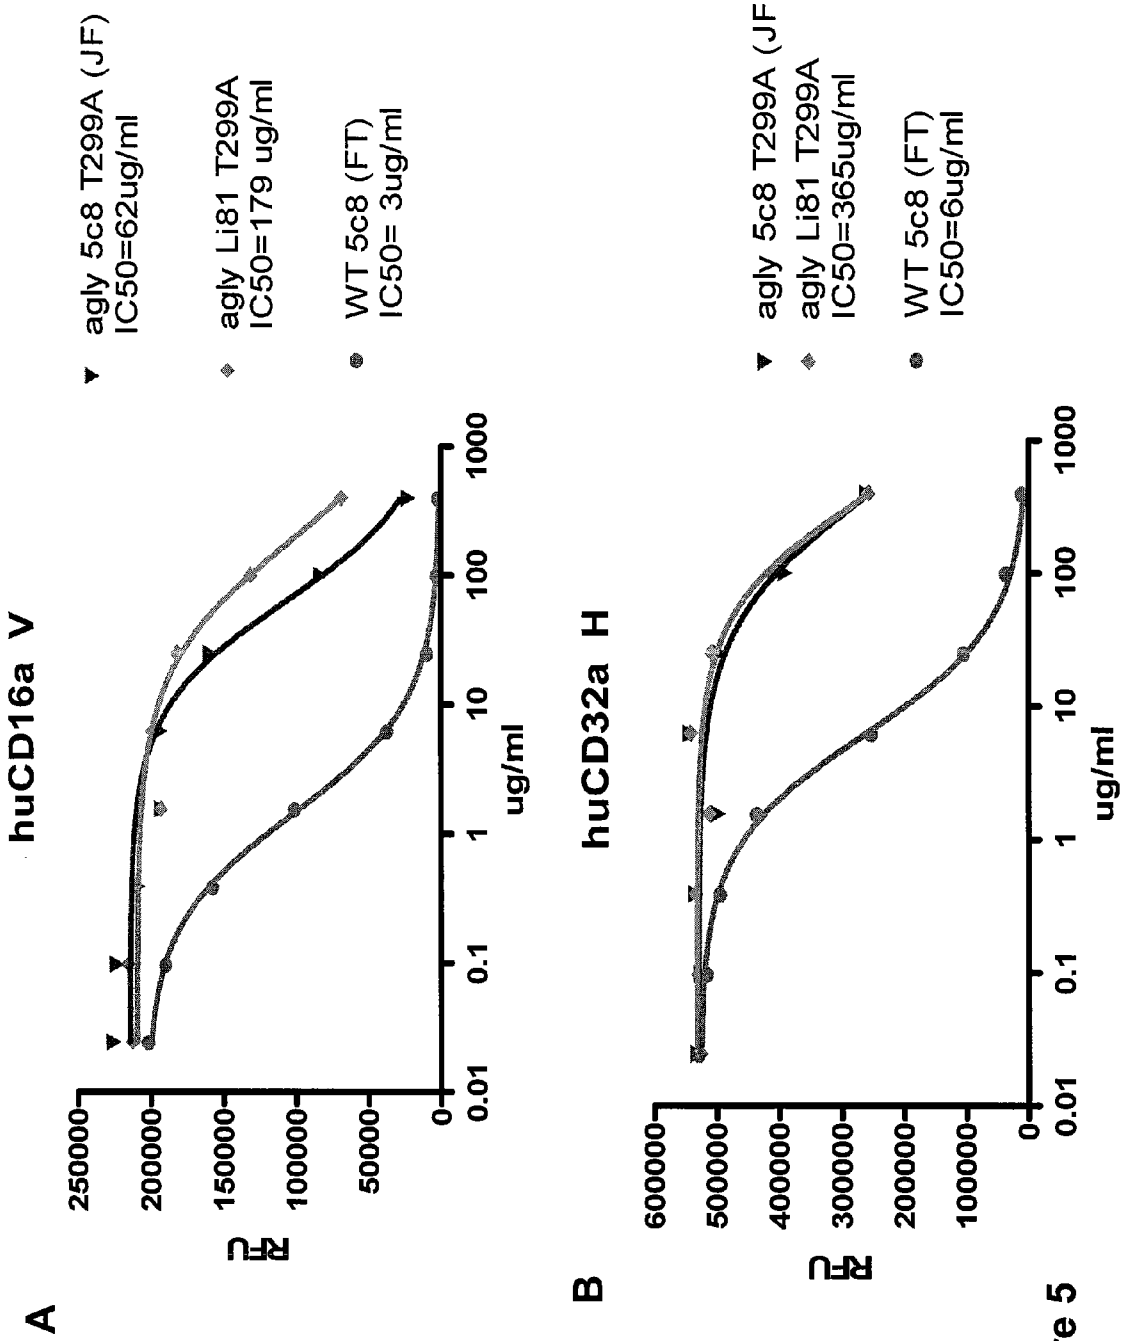 A
huCD16a V
RFU
250000
200000
150000
100000
50000
0
0.01
0.1
1
10
100
1000
ug/ml
agly 5c8 T299A (JF)
IC50=62ug/ml
agly Li81 T299A
IC50=179 ug/ml
WT 5c8 (FT)
IC50= 3ug/ml
B
huCD32a H
RFU
600000
500000
400000
300000
200000
100000
0
0.01
0.1
1
10
100
1000
ug/ml
agly 5c8 T299A (JF
agly Li81 T299A
IC50=365ug/ml
WT 5c8 (FT)
IC50=6ug/ml
re 5